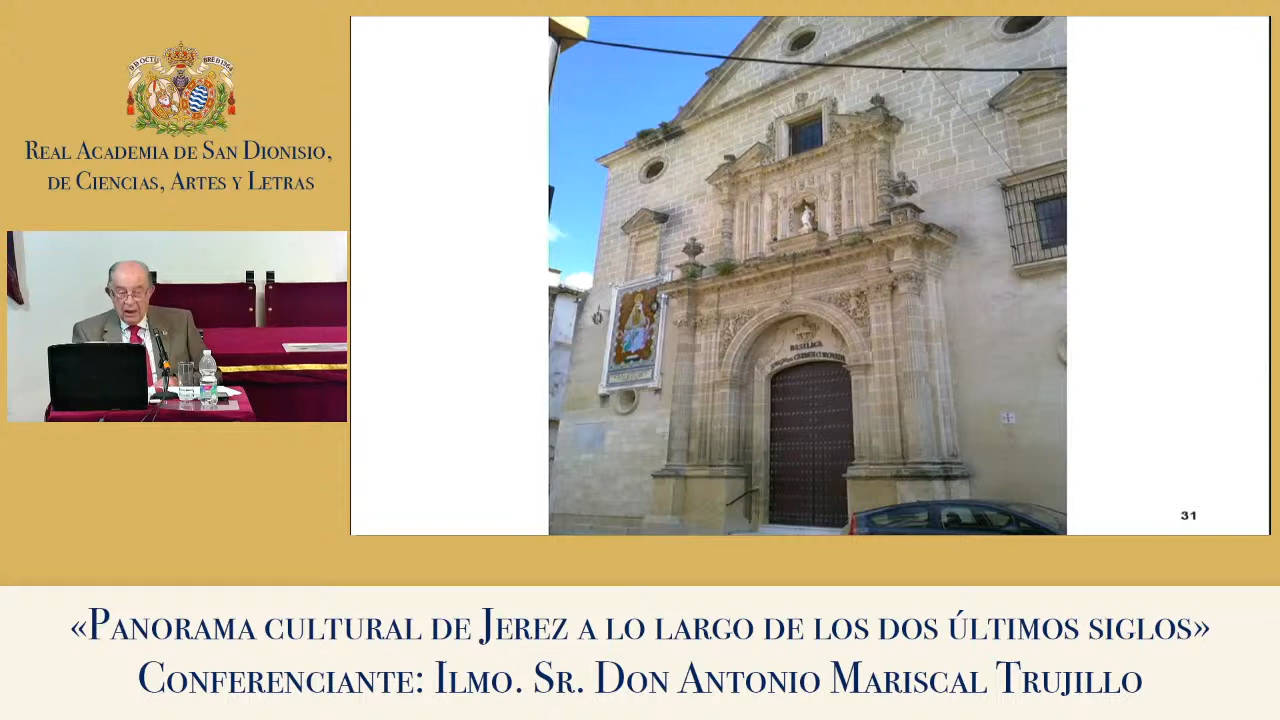 Real Academia de San Dionisio,
de Ciencias, Artes y Letras
BASÍLICA
31
«Panorama cultural de Jerez a lo largo de los dos últimos siglos»
Conferenciante: Ilmo. Sr. Don Antonio Mariscal Trujillo